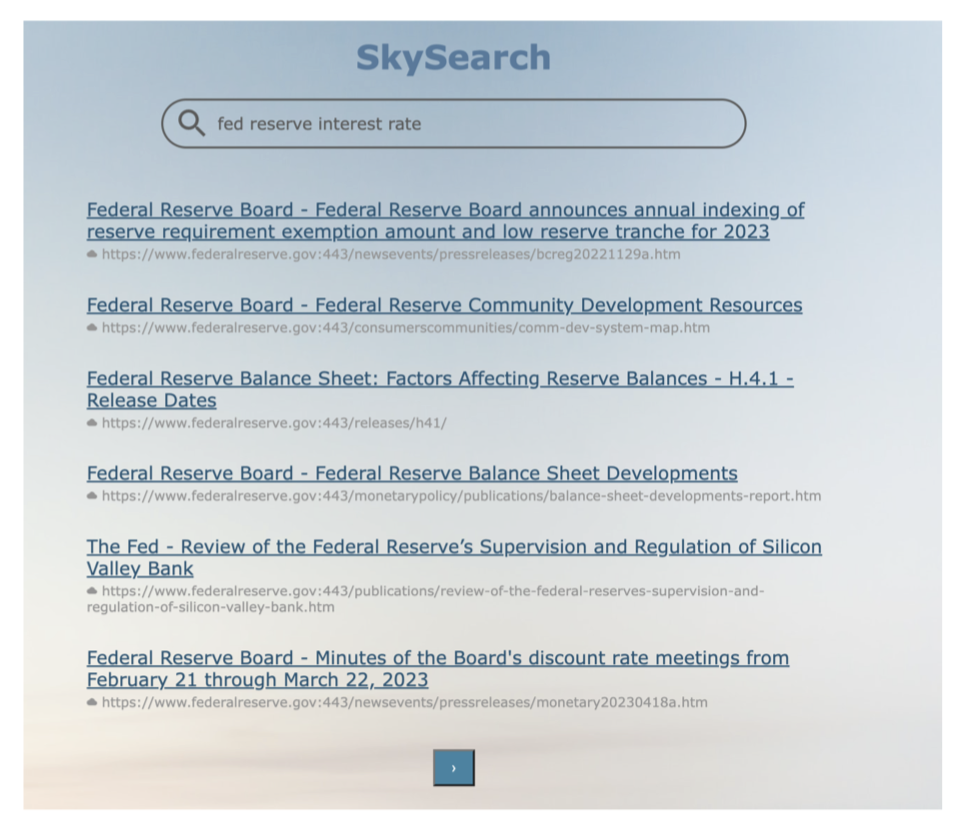 SkySearch
fed reserve interest rate
Federal Reserve Board - Federal Reserve Board announces annual indexing of
reserve requirement exemption amount and low reserve tranche for 2023
https://www.federalreserve.gov:443/newsevents/pressreleases/bcreg20221129a.htm
Federal Reserve Board - Federal Reserve Community Development Resources
https://www.federalreserve.gov:443/consumerscommunities/comm-dev-system-map.htm
Federal Reserve Balance Sheet: Factors Affecting Reserve Balances - H.4.1 -
Release Dates
https://www.federalreserve.gov:443/releases/h41/
Federal Reserve Board - Federal Reserve Balance Sheet Developments
https://www.federalreserve.gov:443/monetarypolicy/publications/balance-sheet-developments-report.htm
The Fed - Review of the Federal Reserve’s Supervision and Regulation of Silicon
Valley Bank
https://www.federalreserve.gov:443/publications/review-of-the-federal-reserves-supervision-and-
regulation-of-silicon-valley-bank.htm
Federal Reserve Board - Minutes of the Board's discount rate meetings from
February 21 through March 22, 2023
https://www.federalreserve.gov:443/newsevents/pressreleases/monetary20230418a.htm
›